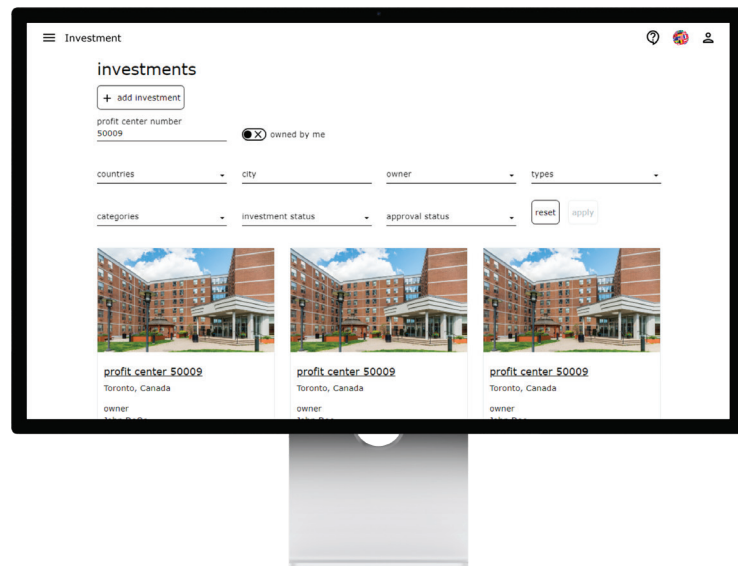 Investment
investments
+ add investment
profit center number
50009
owned by me
countries
city
owner
types
categories
investment status
approval status
reset
apply
profit center 50009
profit center 50009
profit center 50009
Toronto, Canada
Toronto, Canada
Toronto, Canada
owner
owner
owner